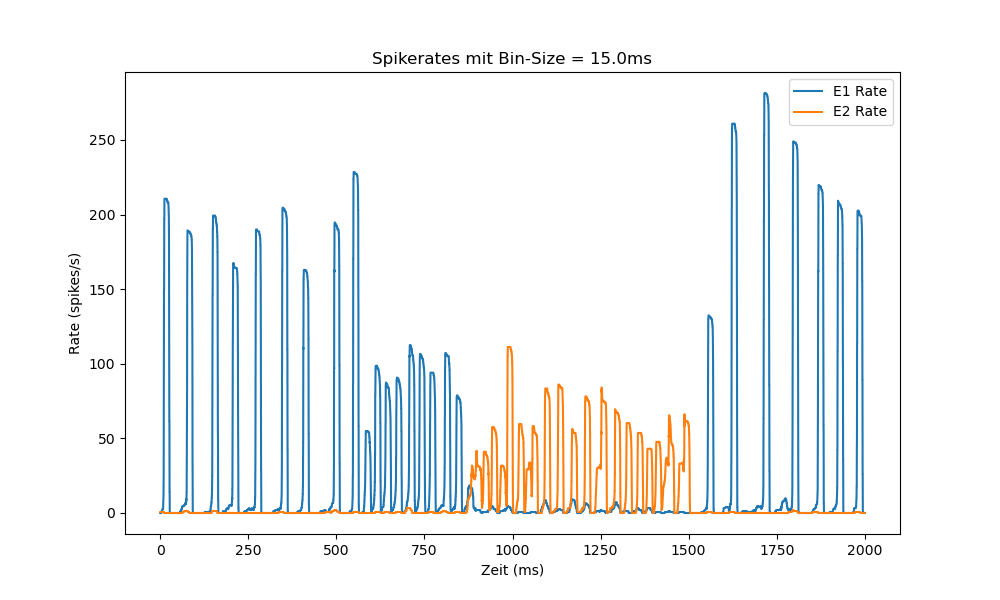 Spikerates mit Bin-Size = 15.0ms
E1 Rate
E2 Rate
Rate (spikes/s)
250
200
150
100
50
0
0 250 500 750 1000 1250 1500 1750 2000
Zeit (ms)